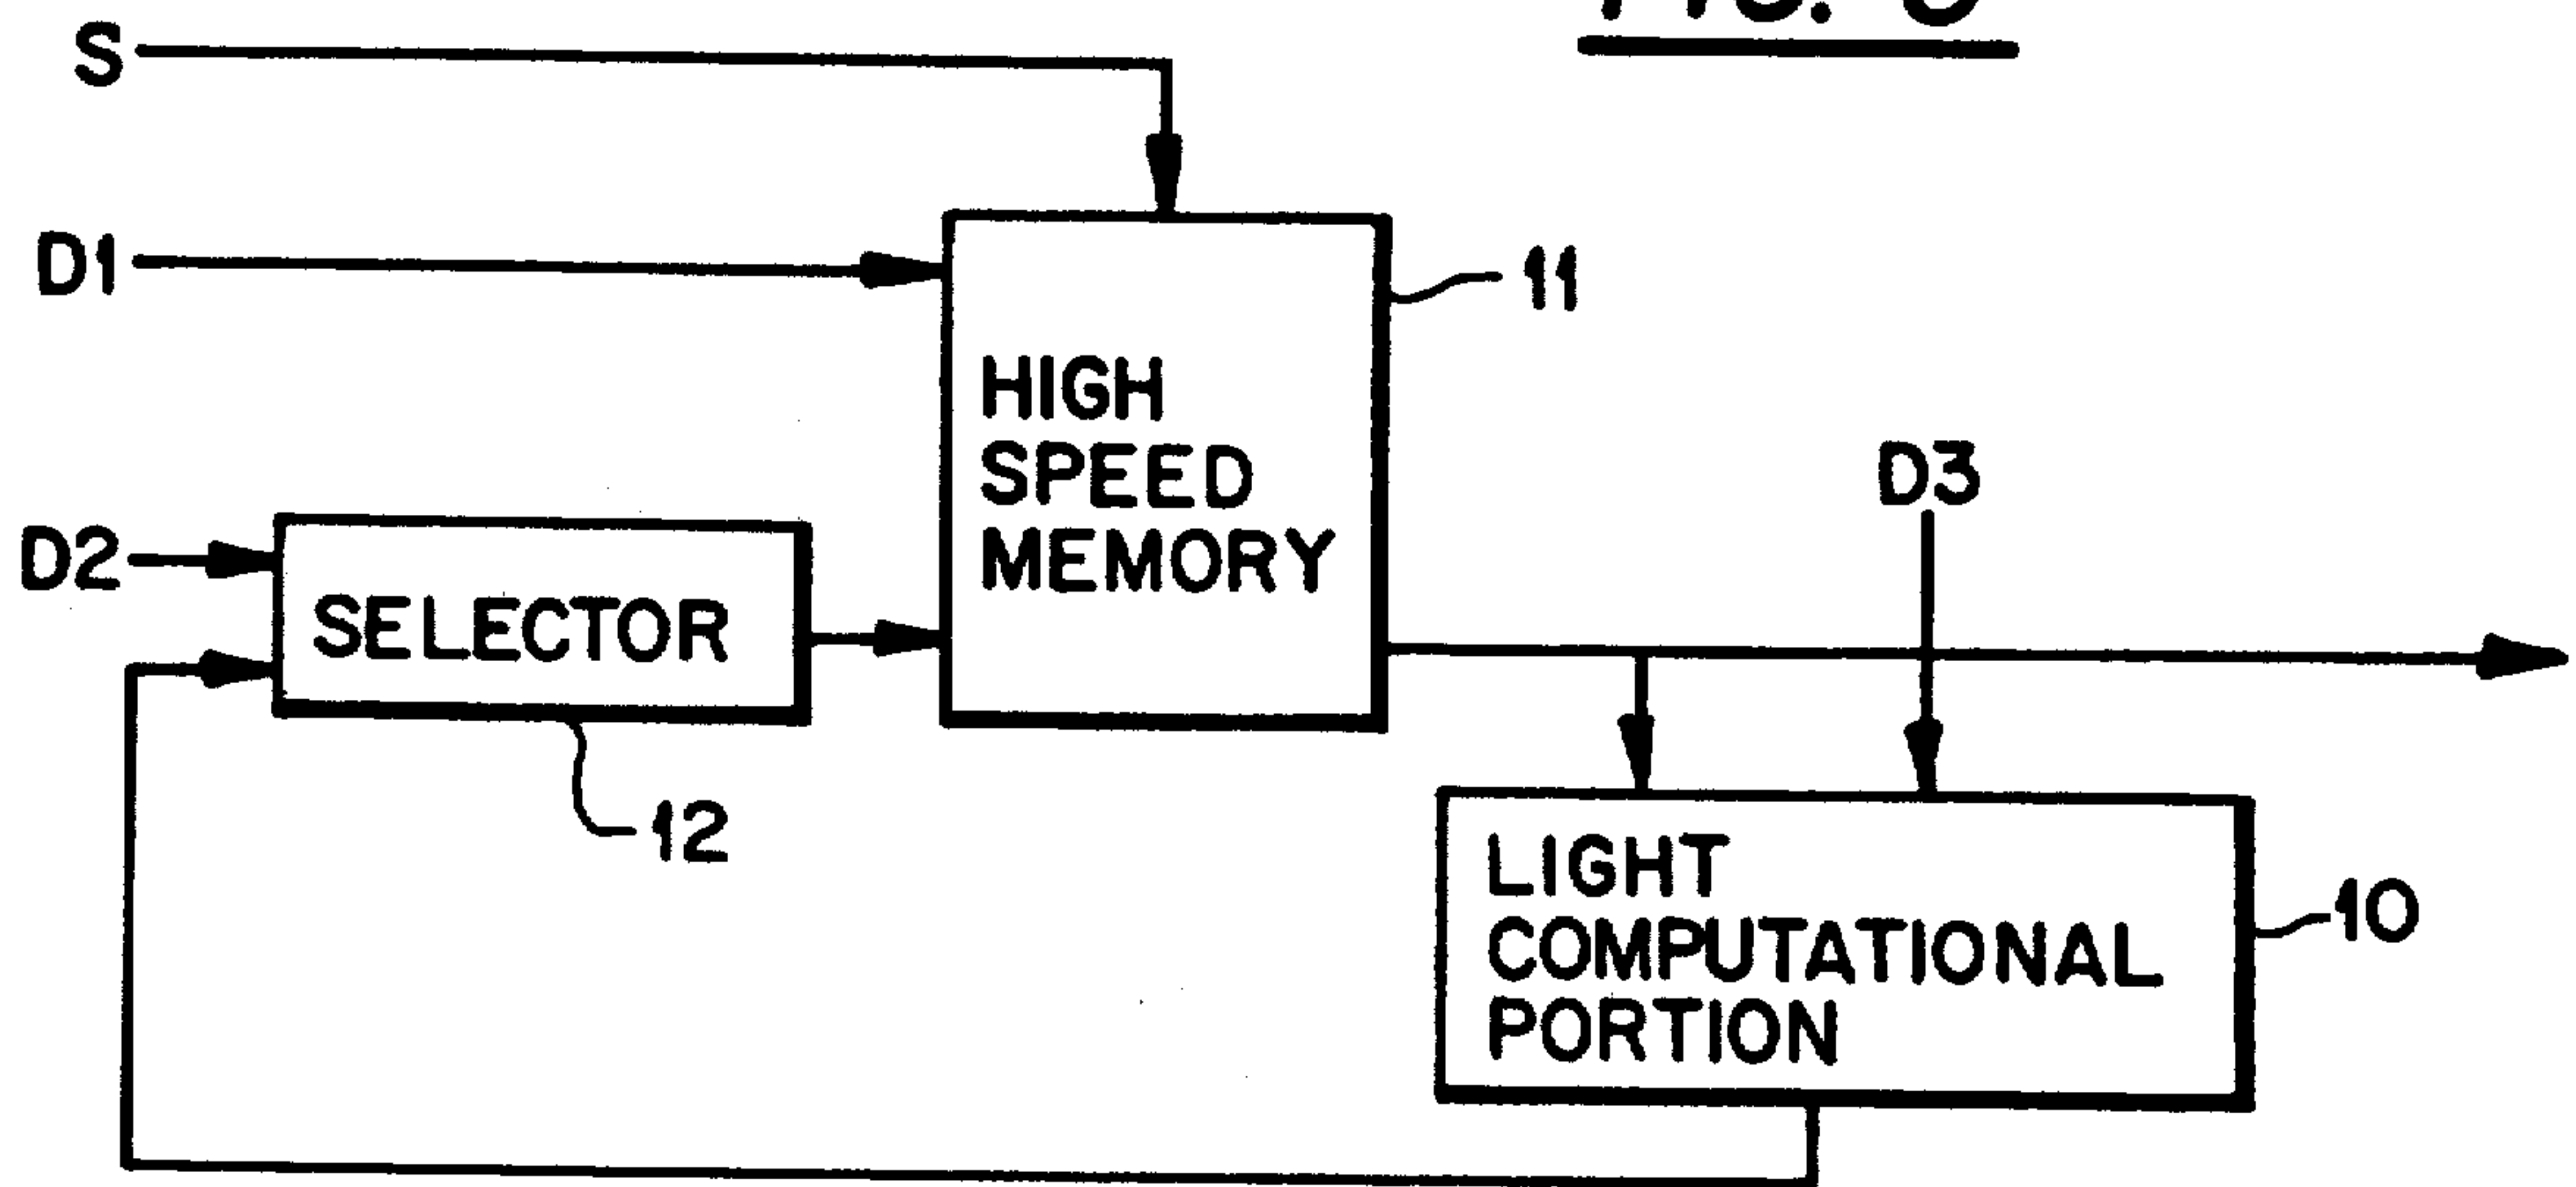 S
D1
11
HIGH
SPEED
MEMORY
D3
D2
SELECTOR
12
LIGHT
COMPUTATIONAL
PORTION
10